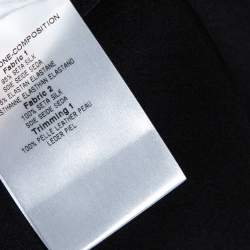 ONE-COMPOSITION
Fabric 1
95% SETA SILK
SOIE SEIDE SEDA
5% ELASTAN ELASTANE
ASTHANNE ELASTHAN ELASTANO
Fabric 2
100% SETA SILK
SOIE SEIDE SEDA
Trimming 1
100% PELLE LEATHER PEAU
LEDER PIEL